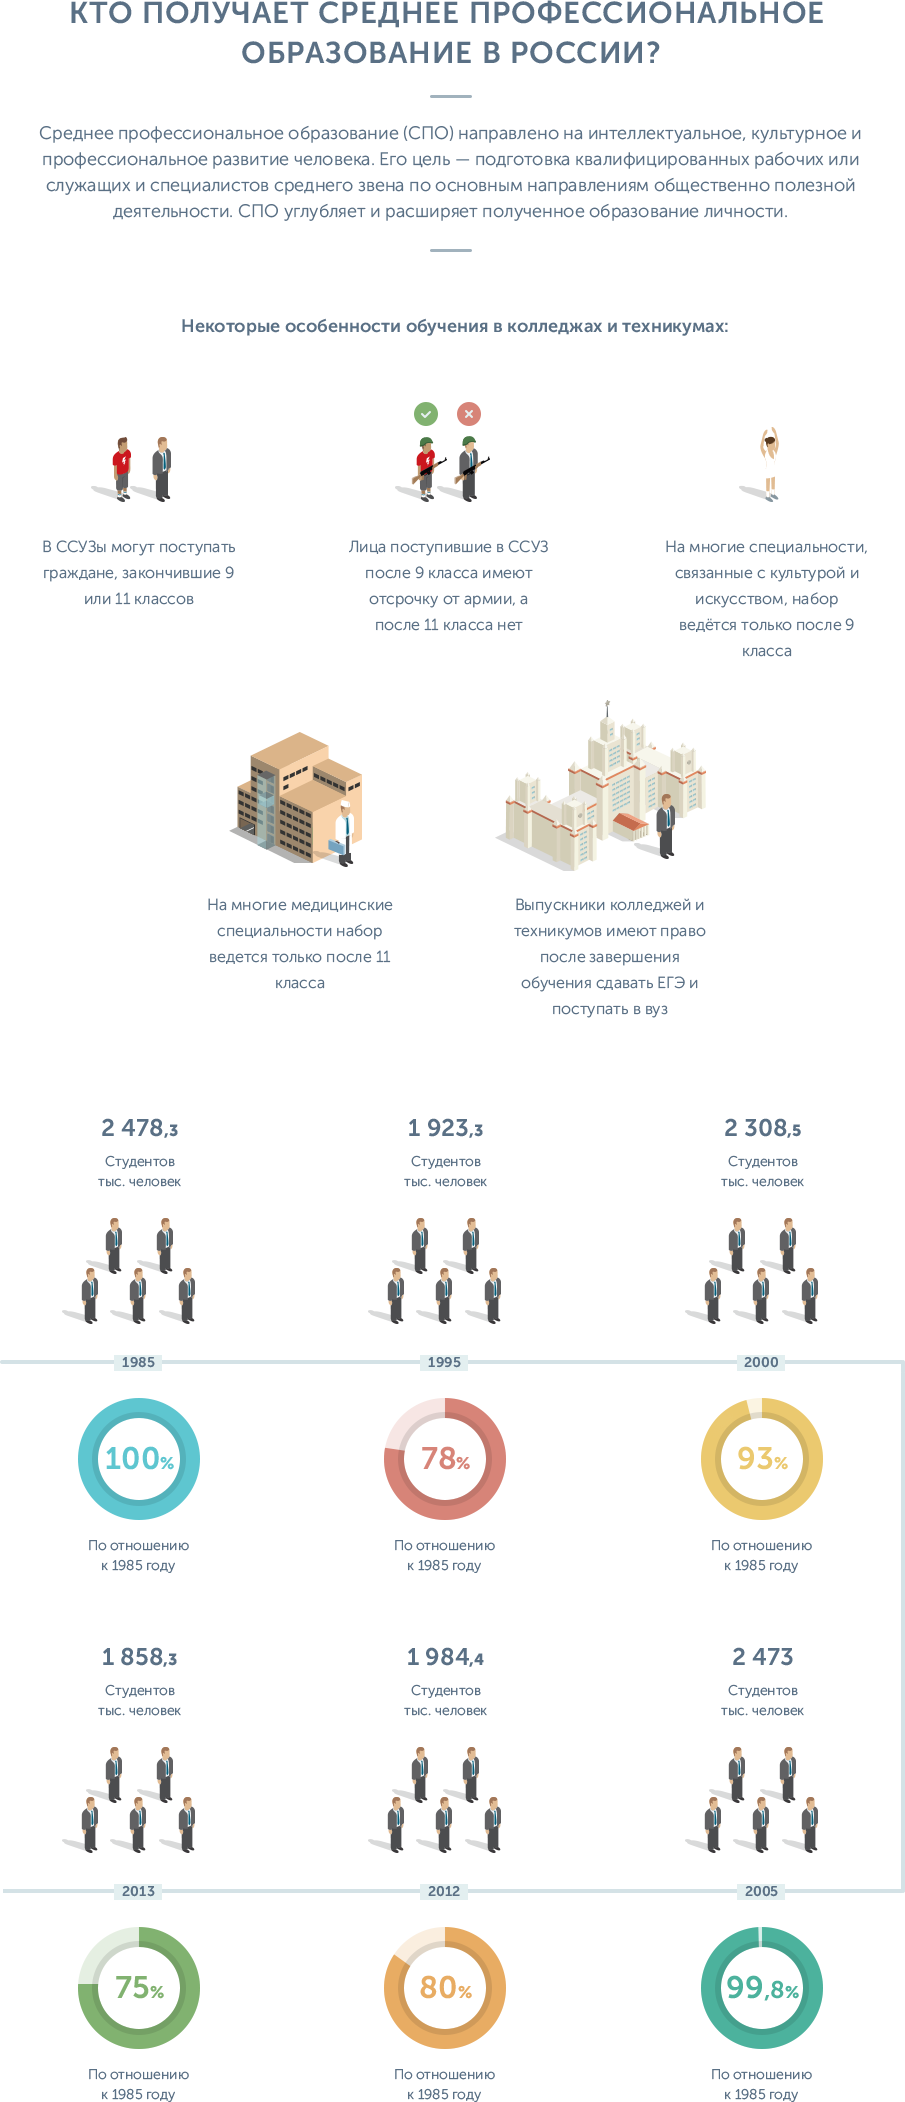 КТО ПОЛУЧАЕТ СРЕДНЕЕ ПРОФЕССИОНАЛЬНОЕ
ОБРАЗОВАНИЕ В РОССИИ?
Среднее профессиональное образование (СПО) направлено на интеллектуальное, культурное и
профессиональное развитие человека. Его цель — подготовка квалифицированных рабочих или
служащих и специалистов среднего звена по основным направлениям общественно полезной
деятельности. СПО углубляет и расширяет полученное образование личности.
Некоторые особенности обучения в колледжах и техникумах:
В ССУЗы могут поступать
граждане, закончившие 9
или 11 классов
Лица поступившие в ССУЗ
после 9 класса имеют
отсрочку от армии, а
после 11 класса нет
На многие специальности,
связанные с культурой и
искусством, набор
ведётся только после 9
класса
На многие медицинские
специальности набор
ведется только после 11
класса
Выпускники колледжей и
техникумов имеют право
после завершения
обучения сдавать ЕГЭ и
поступать в вуз
2 478,3
Студентов
тыс. человек
1 923,3
Студентов
тыс. человек
2 308,5
Студентов
тыс. человек
1985
1995
2000
100%
78%
93%
По отношению
к 1985 году
По отношению
к 1985 году
По отношению
к 1985 году
1 858,3
Студентов
тыс. человек
1 984,4
Студентов
тыс. человек
2 473
Студентов
тыс. человек
2013
2012
2005
75%
80%
99,8%
По отношению
к 1985 году
По отношению
к 1985 году
По отношению
к 1985 году